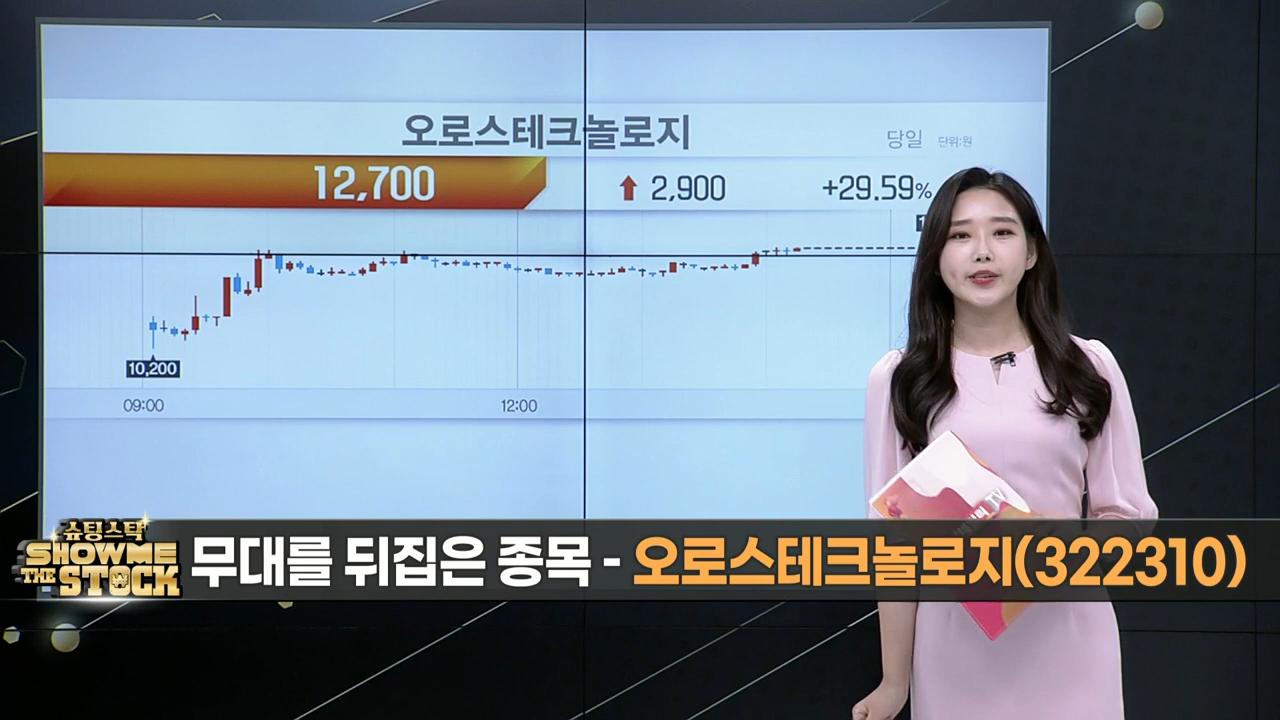 오로스테크놀로지
당일 단위:원
12,700 2,900 +29.59%
10,200
09:00 12:00
TV
슈팅스탁
SHOW ME
THE STOCK
무대를 뒤집은 종목 - 오로스테크놀로지(322310)